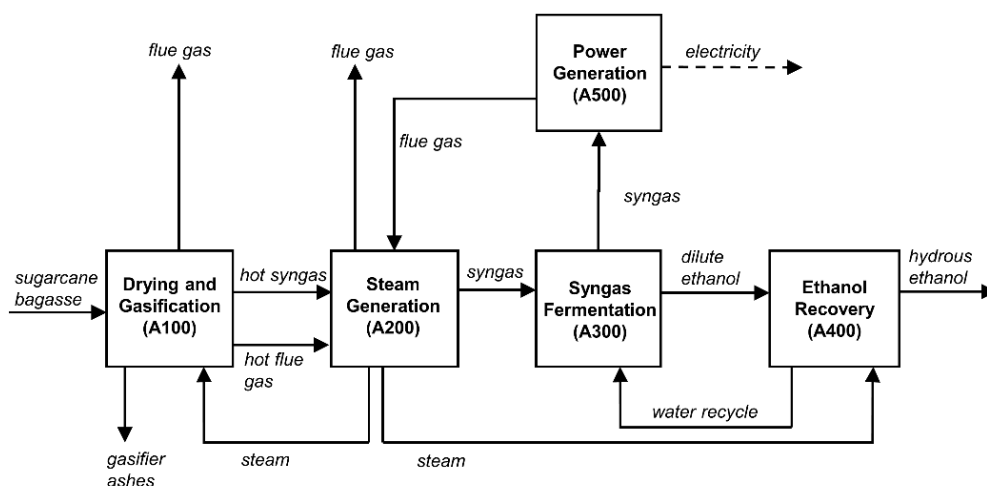 flue gas
flue gas
Power
Generation
(A500)
electricity
flue gas
syngas
sugarcane
bagasse
Drying and
Gasification
(A100)
hot syngas
hot flue
gas
Steam
Generation
(A200)
syngas
Syngas
Fermentation
(A300)
dilute
ethanol
Ethanol
Recovery
(A400)
hydrous
ethanol
water recycle
gasifier
ashes
steam
steam